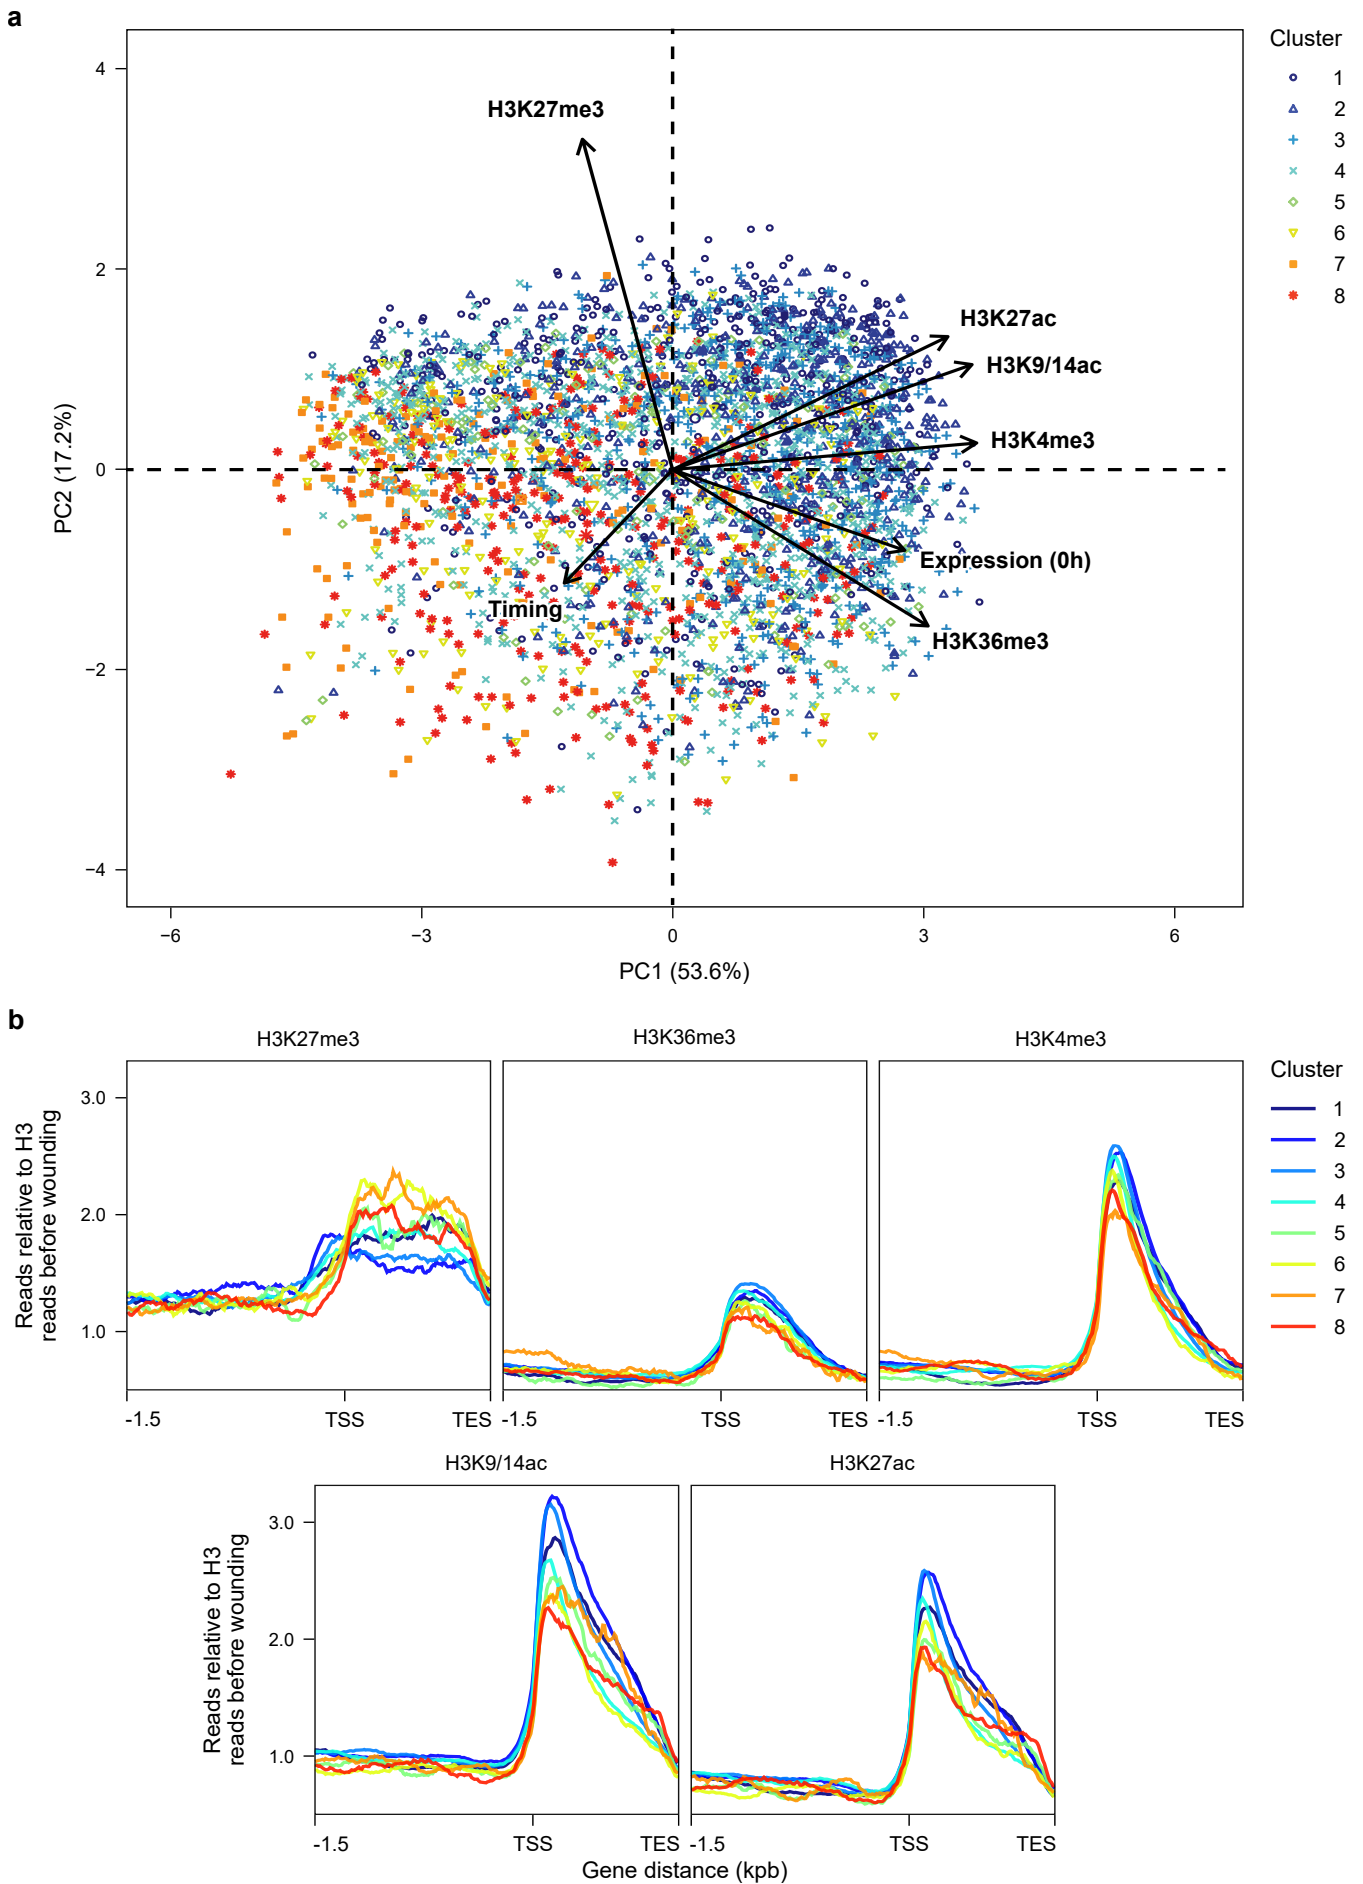 a
Cluster
1
2
3
4
5
6
7
8
H3K27me3
H3K27ac
H3K9/14ac
H3K4me3
Expression (0h)
H3K36me3
Timing
4
2
0
−2
−4
PC2 (17.2%)
−6
−3
0
3
6
PC1 (53.6%)
b
H3K27me3
H3K36me3
H3K4me3
Cluster
1
2
3
4
5
6
7
8
3.0
2.0
1.0
Reads relative to H3
reads before wounding
-1.5
TSS
TES
-1.5
TSS
TES
-1.5
TSS
TES
H3K9/14ac
H3K27ac
3.0
2.0
1.0
Reads relative to H3
reads before wounding
-1.5
TSS
TES
-1.5
TSS
TES
Gene distance (kpb)